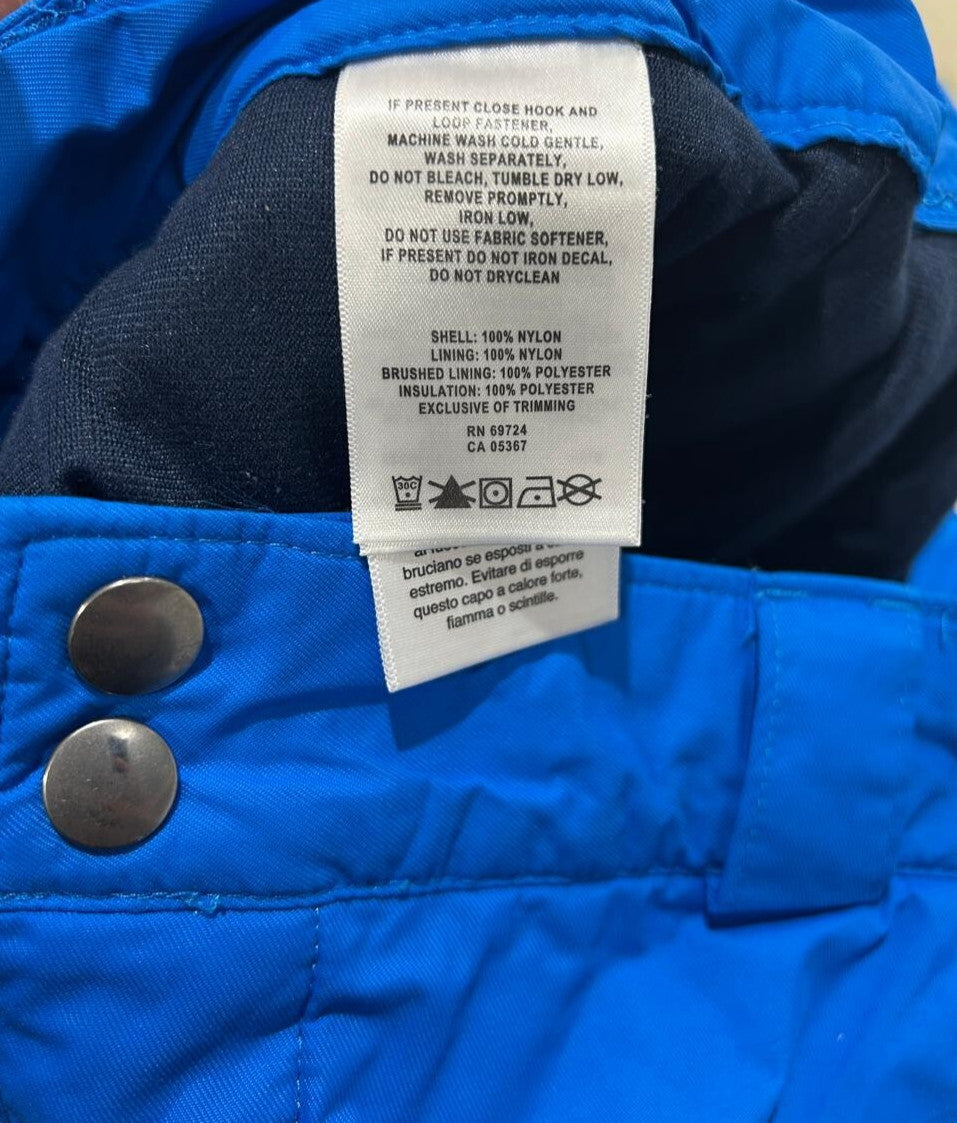 IF PRESENT CLOSE HOOK AND
LOOP FASTENER,
MACHINE WASH COLD GENTLE,
WASH SEPARATELY,
DO NOT BLEACH, TUMBLE DRY LOW,
REMOVE PROMPTLY,
IRON LOW,
DO NOT USE FABRIC SOFTENER,
IF PRESENT DO NOT IRON DECAL,
DO NOT DRYCLEAN
SHELL: 100% NYLON
LINING: 100% NYLON
BRUSHED LINING: 100% POLYESTER
INSULATION: 100% POLYESTER
EXCLUSIVE OF TRIMMING
RN 69724
CA 05367
30C
bruciano se esposti a
estremo. Evitare di esporre
questo capo a calore forte,
fiamma o scintille.